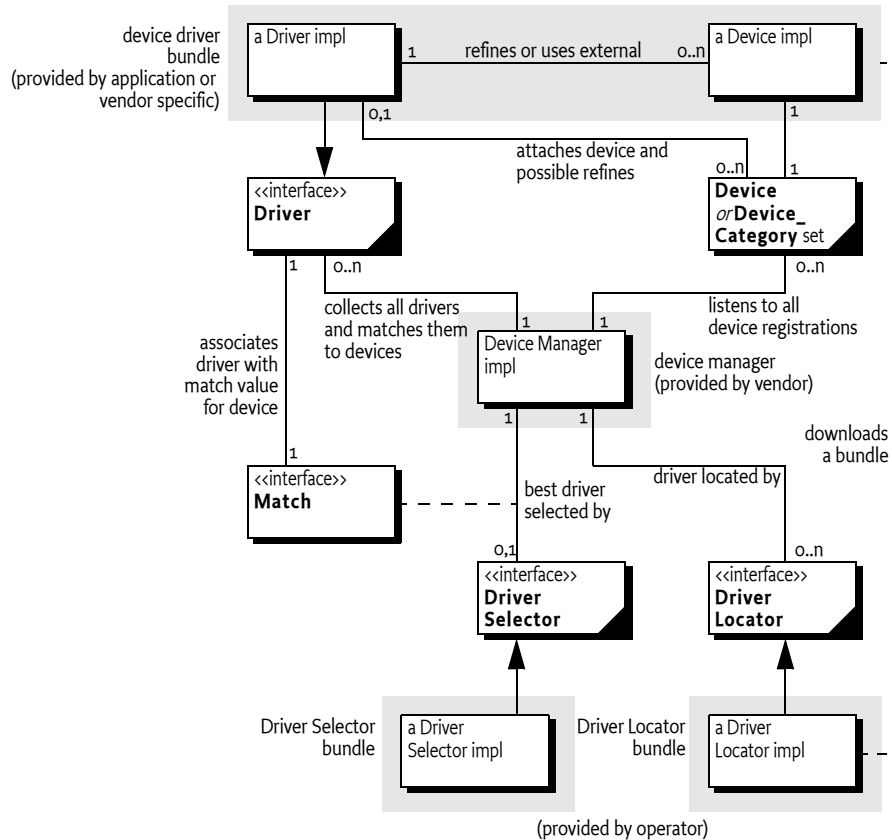 device driver
bundle
(provided by application or
vendor specific)
a Driver impl
1
refines or uses external
0..n
a Device impl
0,1
1
attaches device and
possible refines
0..n
1
<<interface>>
Driver
Device
or Device_
Category set
1
0..n
0..n
collects all drivers
and matches them
to devices
1
1
listens to all
device registrations
associates
driver with
match value
for device
Device Manager
impl
device manager
(provided by vendor)
1
1
1
downloads
a bundle
<<interface>>
Match
best driver
selected by
driver located by
0,1
0..n
<<interface>>
Driver
Selector
<<interface>>
Driver
Locator
Driver Selector
bundle
a Driver
Selector impl
Driver Locator
bundle
a Driver
Locator impl
(provided by operator)